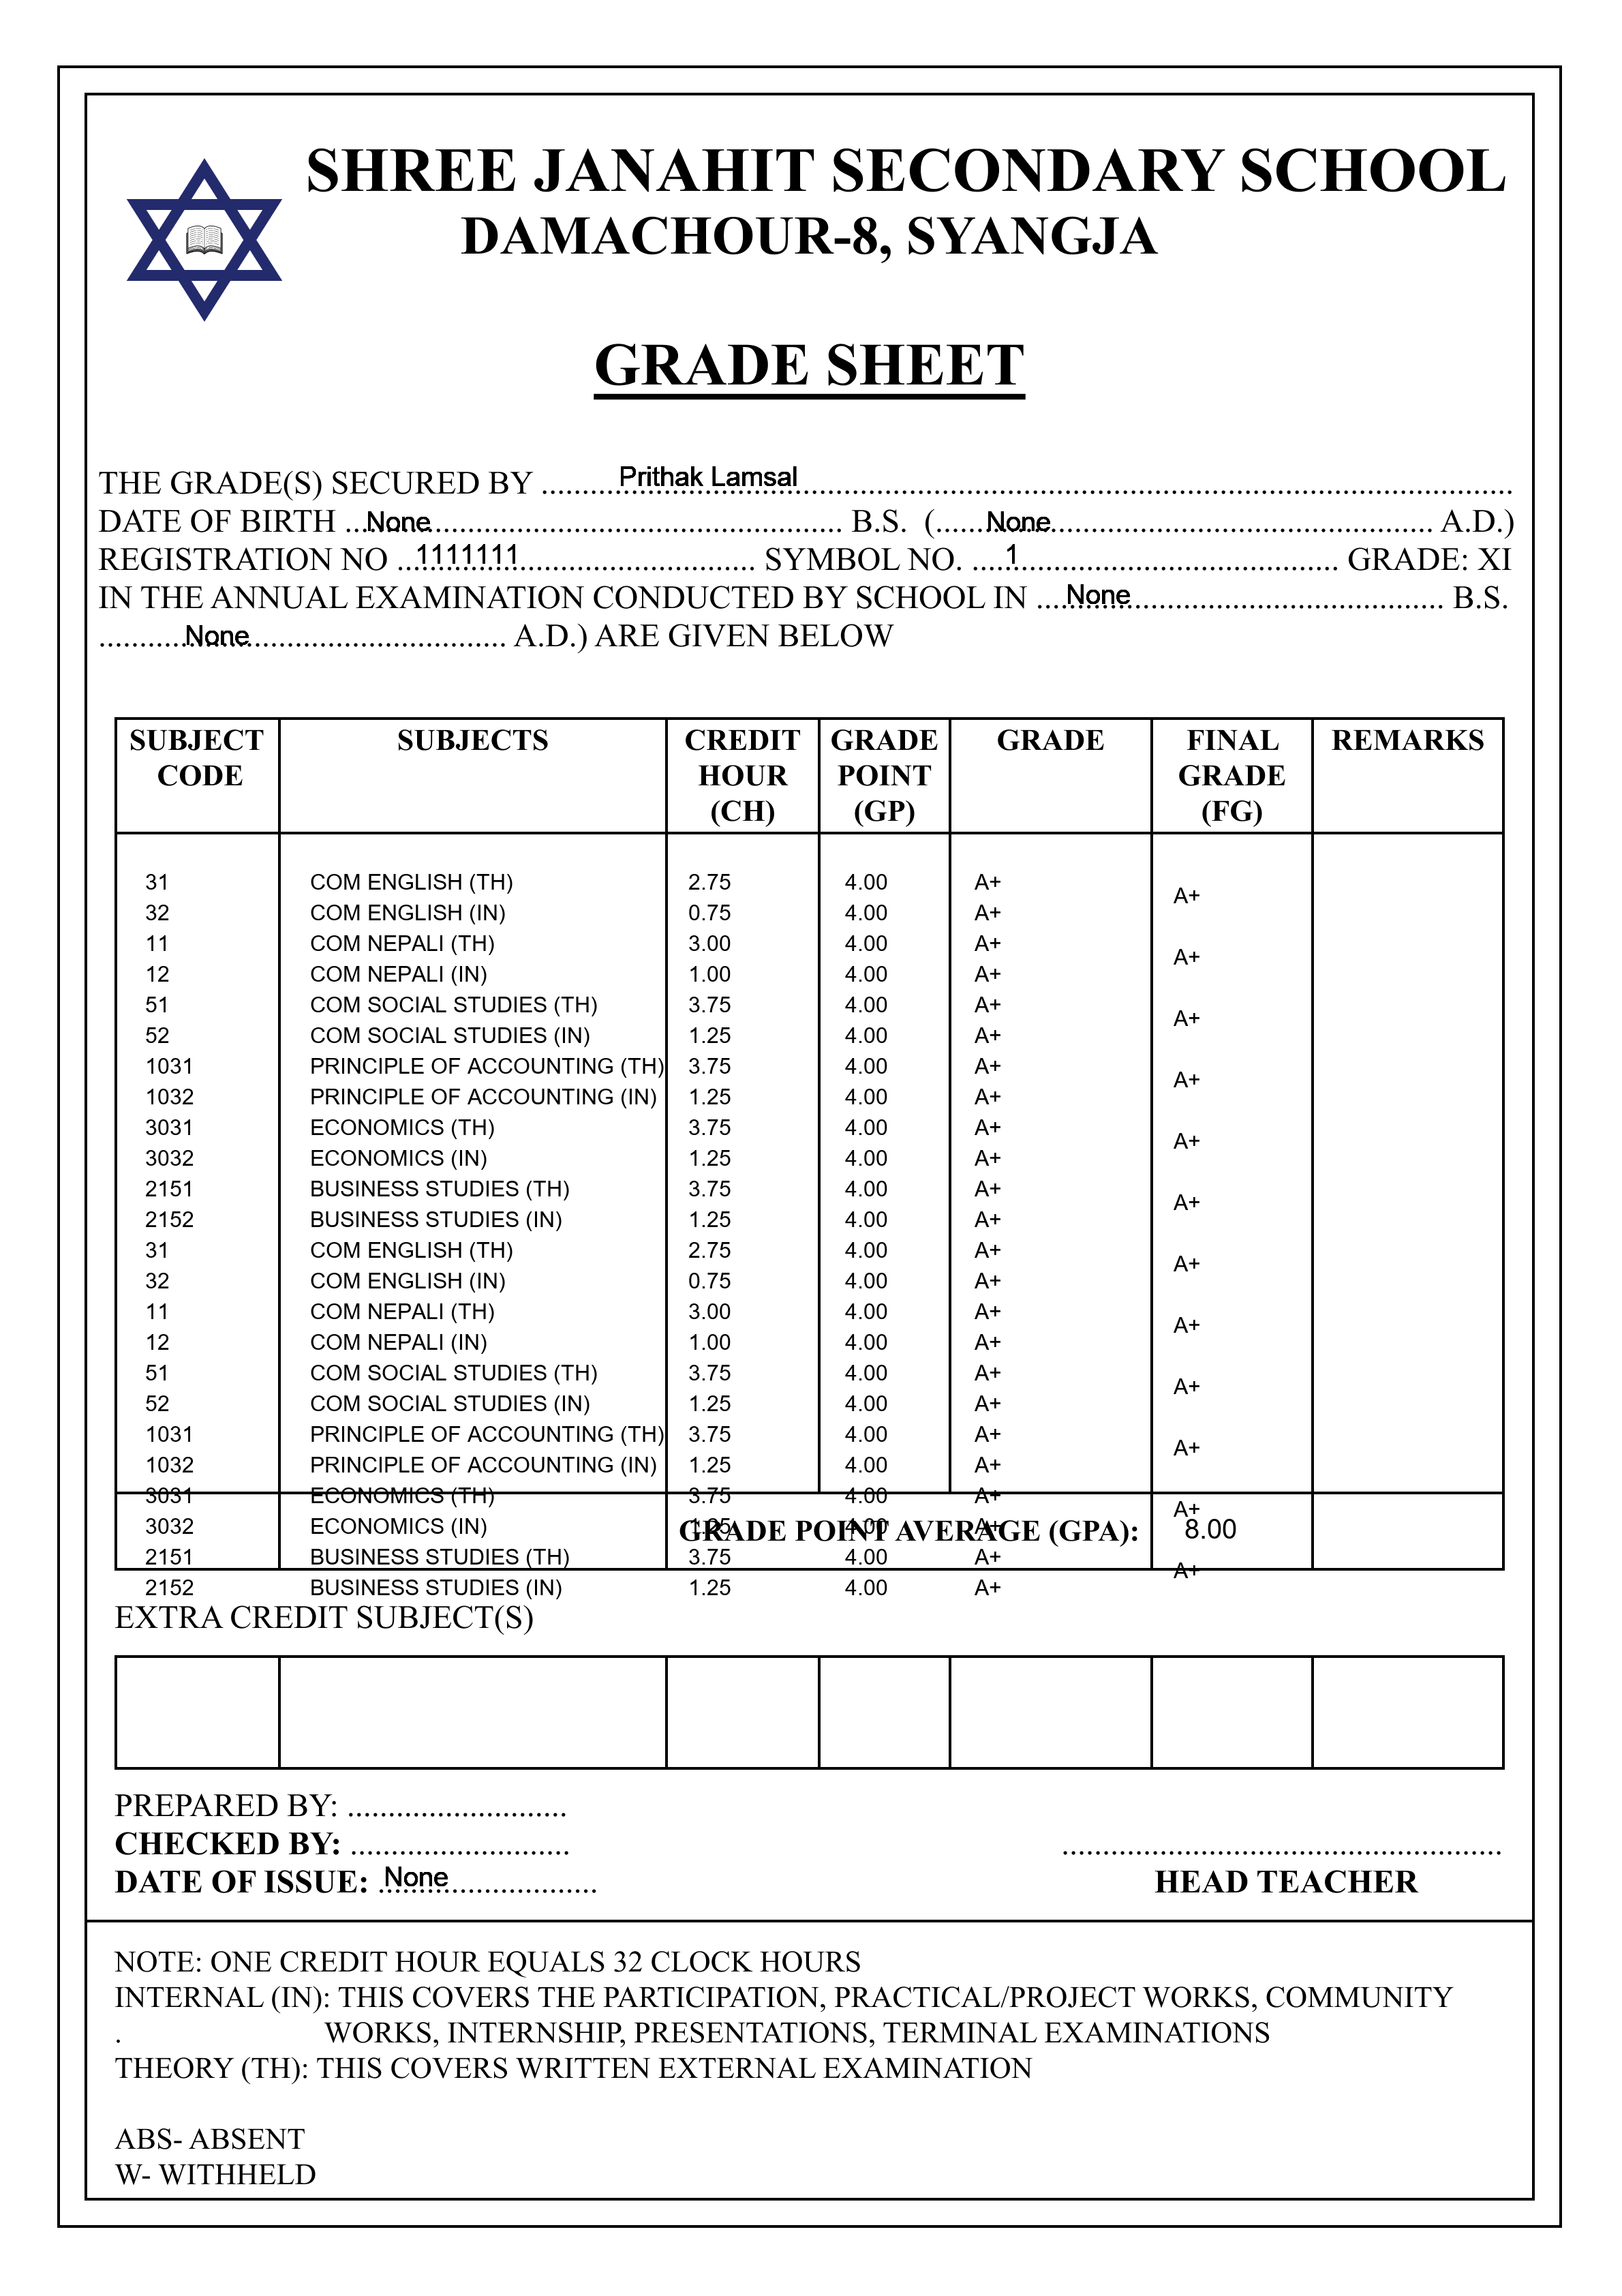 SHREE JANAHIT SECONDARY SCHOOL
DAMACHOUR-8, SYANGJA
GRADE SHEET
THE GRADE(S) SECURED BY ...Prithak Lamsal...
DATE OF BIRTH ...None... B.S. (...None... A.D.)
REGISTRATION NO ...1111111... SYMBOL NO. ...1... GRADE: XI
IN THE ANNUAL EXAMINATION CONDUCTED BY SCHOOL IN ...None... B.S.
...None... A.D.) ARE GIVEN BELOW
SUBJECT CODE SUBJECTS CREDIT HOUR (CH) GRADE POINT (GP) GRADE FINAL GRADE (FG) REMARKS
31 COM ENGLISH (TH) 2.75 4.00 A+
A+
32 COM ENGLISH (IN) 0.75 4.00 A+
11 COM NEPALI (TH) 3.00 4.00 A+
A+
12 COM NEPALI (IN) 1.00 4.00 A+
51 COM SOCIAL STUDIES (TH) 3.75 4.00 A+
A+
52 COM SOCIAL STUDIES (IN) 1.25 4.00 A+
1031 PRINCIPLE OF ACCOUNTING (TH) 3.75 4.00 A+
A+
1032 PRINCIPLE OF ACCOUNTING (IN) 1.25 4.00 A+
3031 ECONOMICS (TH) 3.75 4.00 A+
A+
3032 ECONOMICS (IN) 1.25 4.00 A+
2151 BUSINESS STUDIES (TH) 3.75 4.00 A+
A+
2152 BUSINESS STUDIES (IN) 1.25 4.00 A+
31 COM ENGLISH (TH) 2.75 4.00 A+
A+
32 COM ENGLISH (IN) 0.75 4.00 A+
11 COM NEPALI (TH) 3.00 4.00 A+
A+
12 COM NEPALI (IN) 1.00 4.00 A+
51 COM SOCIAL STUDIES (TH) 3.75 4.00 A+
A+
52 COM SOCIAL STUDIES (IN) 1.25 4.00 A+
1031 PRINCIPLE OF ACCOUNTING (TH) 3.75 4.00 A+
A+
1032 PRINCIPLE OF ACCOUNTING (IN) 1.25 4.00 A+
3031 ECONOMICS (TH) 3.75 4.00 A+
A+
3032 ECONOMICS (IN) 1.25 4.00 A+
GRADE POINT AVERAGE (GPA): 8.00
2151 BUSINESS STUDIES (TH) 3.75 4.00 A+
A+
2152 BUSINESS STUDIES (IN) 1.25 4.00 A+
EXTRA CREDIT SUBJECT(S)
PREPARED BY: ...........................
CHECKED BY: ...........................
DATE OF ISSUE: ...None...
HEAD TEACHER
NOTE: ONE CREDIT HOUR EQUALS 32 CLOCK HOURS
INTERNAL (IN): THIS COVERS THE PARTICIPATION, PRACTICAL/PROJECT WORKS, COMMUNITY
. WORKS, INTERNSHIP, PRESENTATIONS, TERMINAL EXAMINATIONS
THEORY (TH): THIS COVERS WRITTEN EXTERNAL EXAMINATION
ABS- ABSENT
W- WITHHELD